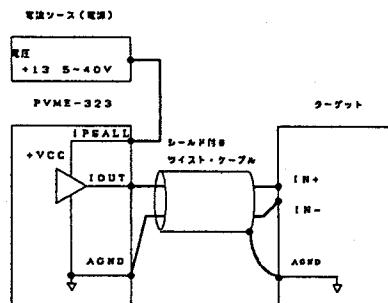 電流ソース（電源）
電圧
+13 5~40V
PVME-323
ターゲット
IPSALL
シールド付き
ツイスト・ケーブル
+VCC
IOUT
IN+
IN-
AGND
AGND